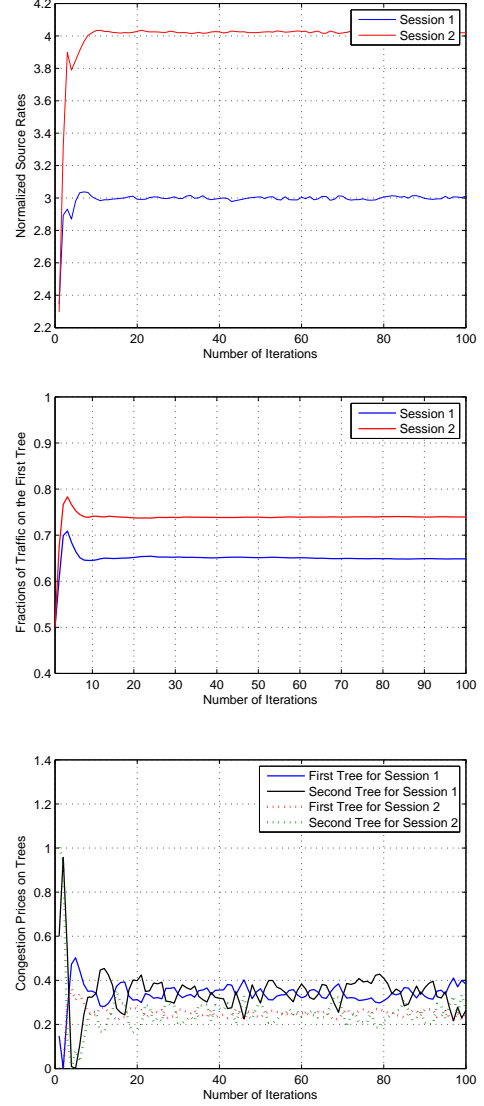 4.2
4
3.8
3.6
3.4
3.2
3
2.8
2.6
2.4
2.2
Normalized Source Rates
Session 1
Session 2
0 20 40 60 80 100
Number of Iterations
1
0.9
0.8
0.7
0.6
0.5
0.4
Fractions of Traffic on the First Tree
Session 1
Session 2
10 20 30 40 50 60 70 80 90 100
Number of Iterations
1.4
1.2
1
0.8
0.6
0.4
0.2
0
Congestion Prices on Trees
First Tree for Session 1
Second Tree for Session 1
First Tree for Session 2
Second Tree for Session 2
0 20 40 60 80 100
Number of Iterations